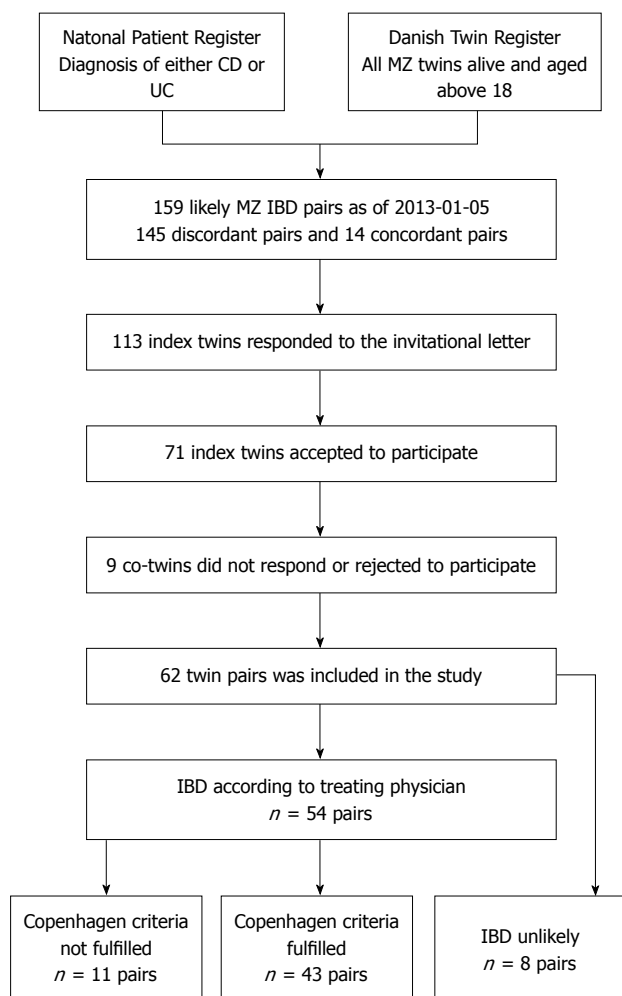 Natonal Patient Register
Diagnosis of either CD or
UC
Danish Twin Register
All MZ twins alive and aged
above 18
159 likely MZ IBD pairs as of 2013-01-05
145 discordant pairs and 14 concordant pairs
113 index twins responded to the invitational letter
71 index twins accepted to participate
9 co-twins did not respond or rejected to participate
62 twin pairs was included in the study
IBD according to treating physician
n = 54 pairs
Copenhagen criteria
not fulfilled
n = 11 pairs
Copenhagen criteria
fulfilled
n = 43 pairs
IBD unlikely
n = 8 pairs